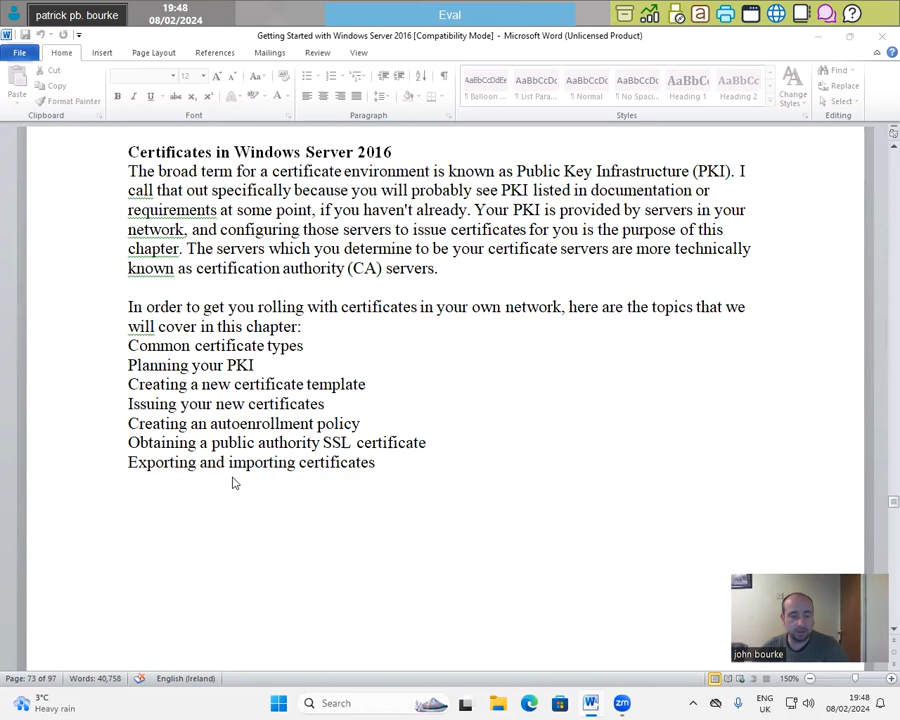 patrick pb. bourke
19:48
08/02/2024
Eval
Getting Started with Windows Server 2016 [Compatibility Mode] - Microsoft Word (Unlicensed Product)
File Home Insert Page Layout References Mailings Review View
Paste
Cut
Copy
Format Painter
Clipboard
12
Font
Paragraph
AaBbCcDdEe AaBbCcDc AaBbCcDc AaBbCcDc AaBbC AaBbCc
¶ Balloon ... ¶ List Para... ¶ Normal ¶ No Spaci... Heading 1 Heading 2
Change
Styles
Styles
Find
Replace
Select
Editing
Certificates in Windows Server 2016
The broad term for a certificate environment is known as Public Key Infrastructure (PKI). I
call that out specifically because you will probably see PKI listed in documentation or
requirements at some point, if you haven't already. Your PKI is provided by servers in your
network, and configuring those servers to issue certificates for you is the purpose of this
chapter. The servers which you determine to be your certificate servers are more technically
known as certification authority (CA) servers.
In order to get you rolling with certificates in your own network, here are the topics that we
will cover in this chapter:
Common certificate types
Planning your PKI
Creating a new certificate template
Issuing your new certificates
Creating an autoenrollment policy
Obtaining a public authority SSL certificate
Exporting and importing certificates
john bourke
Page: 73 of 97 Words: 40,758 English (Ireland) 150%
3°C
Heavy rain
Search
ENG
UK
19:48
08/02/2024